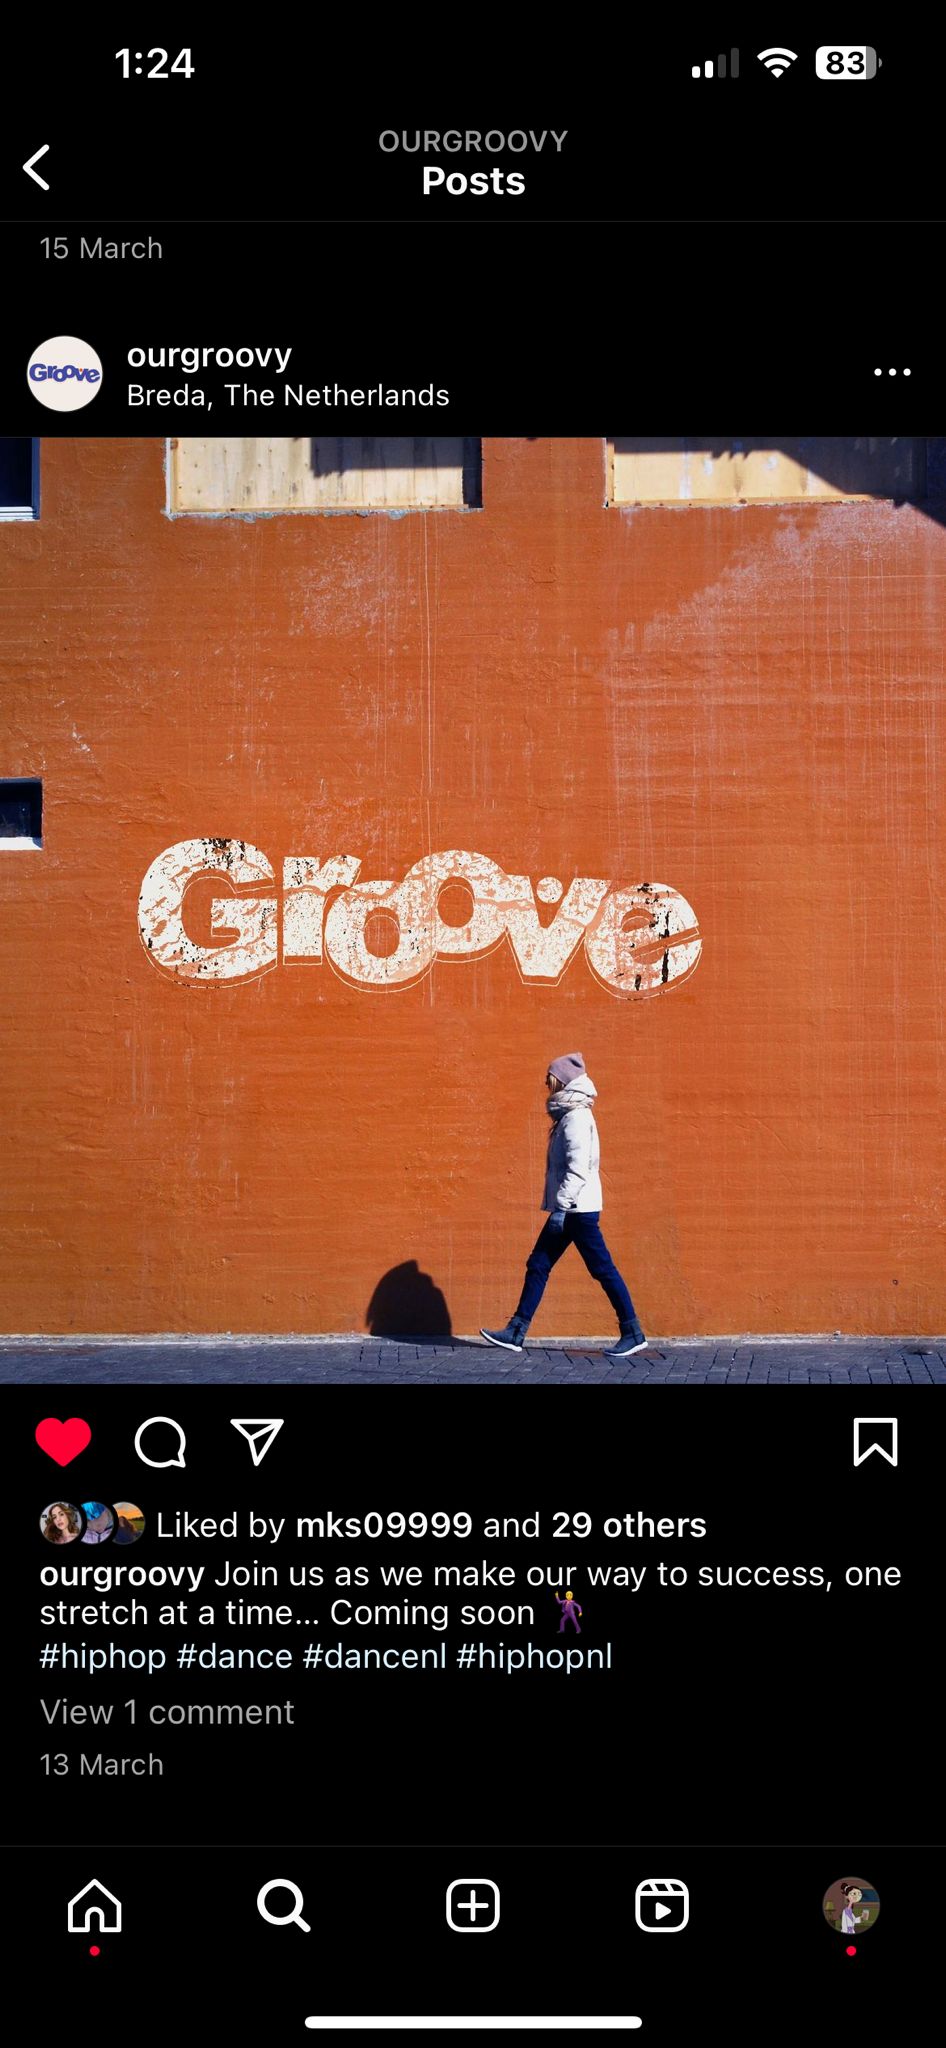 1:24
83
OURGROOVY
Posts
15 March
Groove
ourgroovy
Breda, The Netherlands
Groove
Liked by mks09999 and 29 others
ourgroovy Join us as we make our way to success, one
stretch at a time... Coming soon 🕺
#hiphop #dance #dancenl #hiphopnl
View 1 comment
13 March